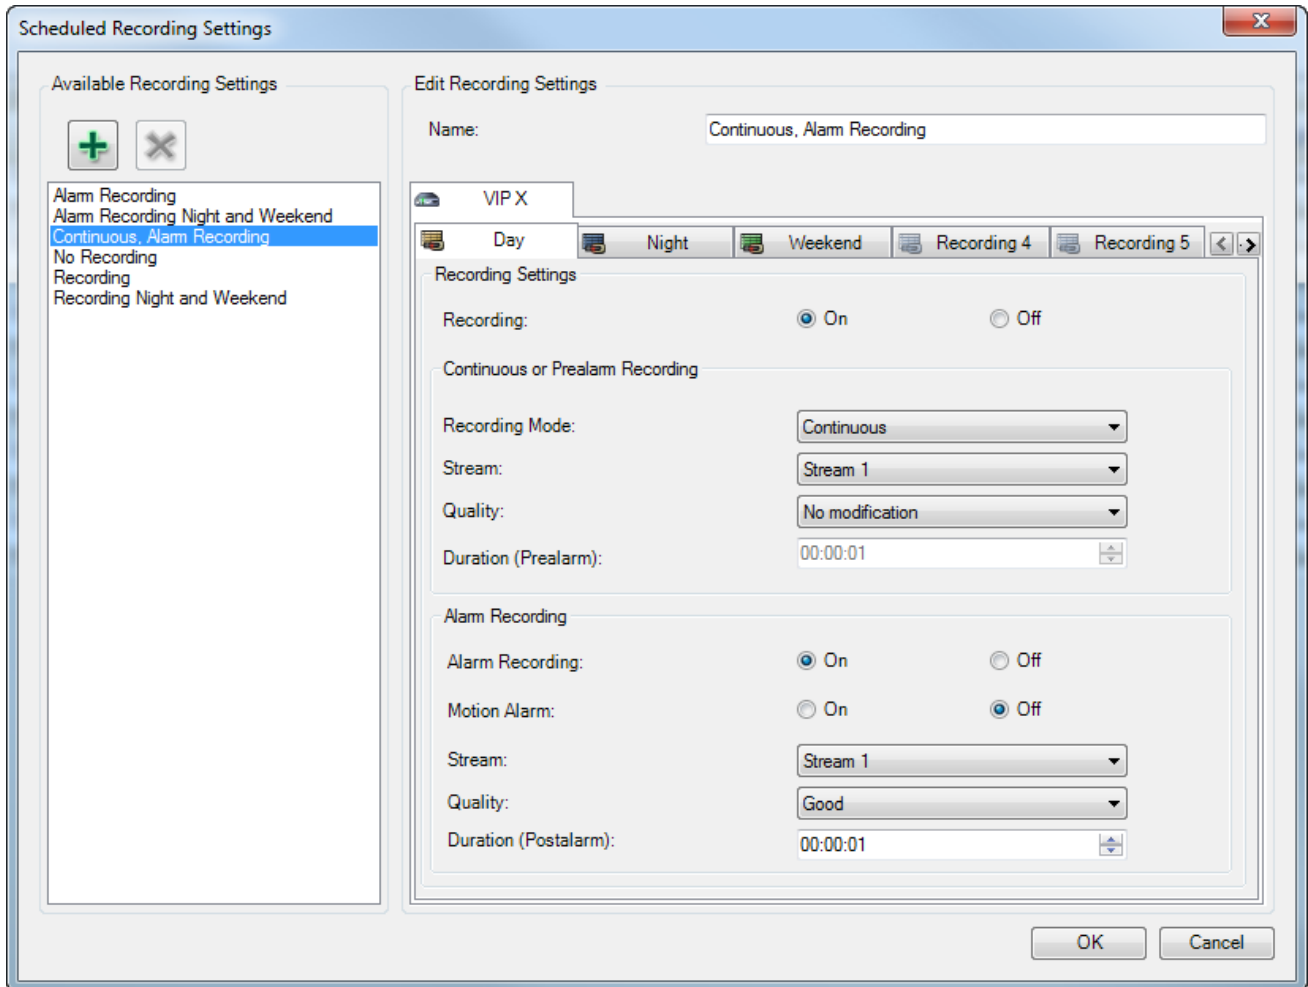 Scheduled Recording Settings
Available Recording Settings
Alarm Recording
Alarm Recording Night and Weekend
Continuous, Alarm Recording
No Recording
Recording
Recording Night and Weekend
Edit Recording Settings
Name: Continuous, Alarm Recording
VIP X
Day Night Weekend Recording 4 Recording 5
Recording Settings
Recording: On Off
Continuous or Prealarm Recording
Recording Mode: Continuous
Stream: Stream 1
Quality: No modification
Duration (Prealarm): 00:00:01
Alarm Recording
Alarm Recording: On Off
Motion Alarm: On Off
Stream: Stream 1
Quality: Good
Duration (Postalarm): 00:00:01
OK Cancel